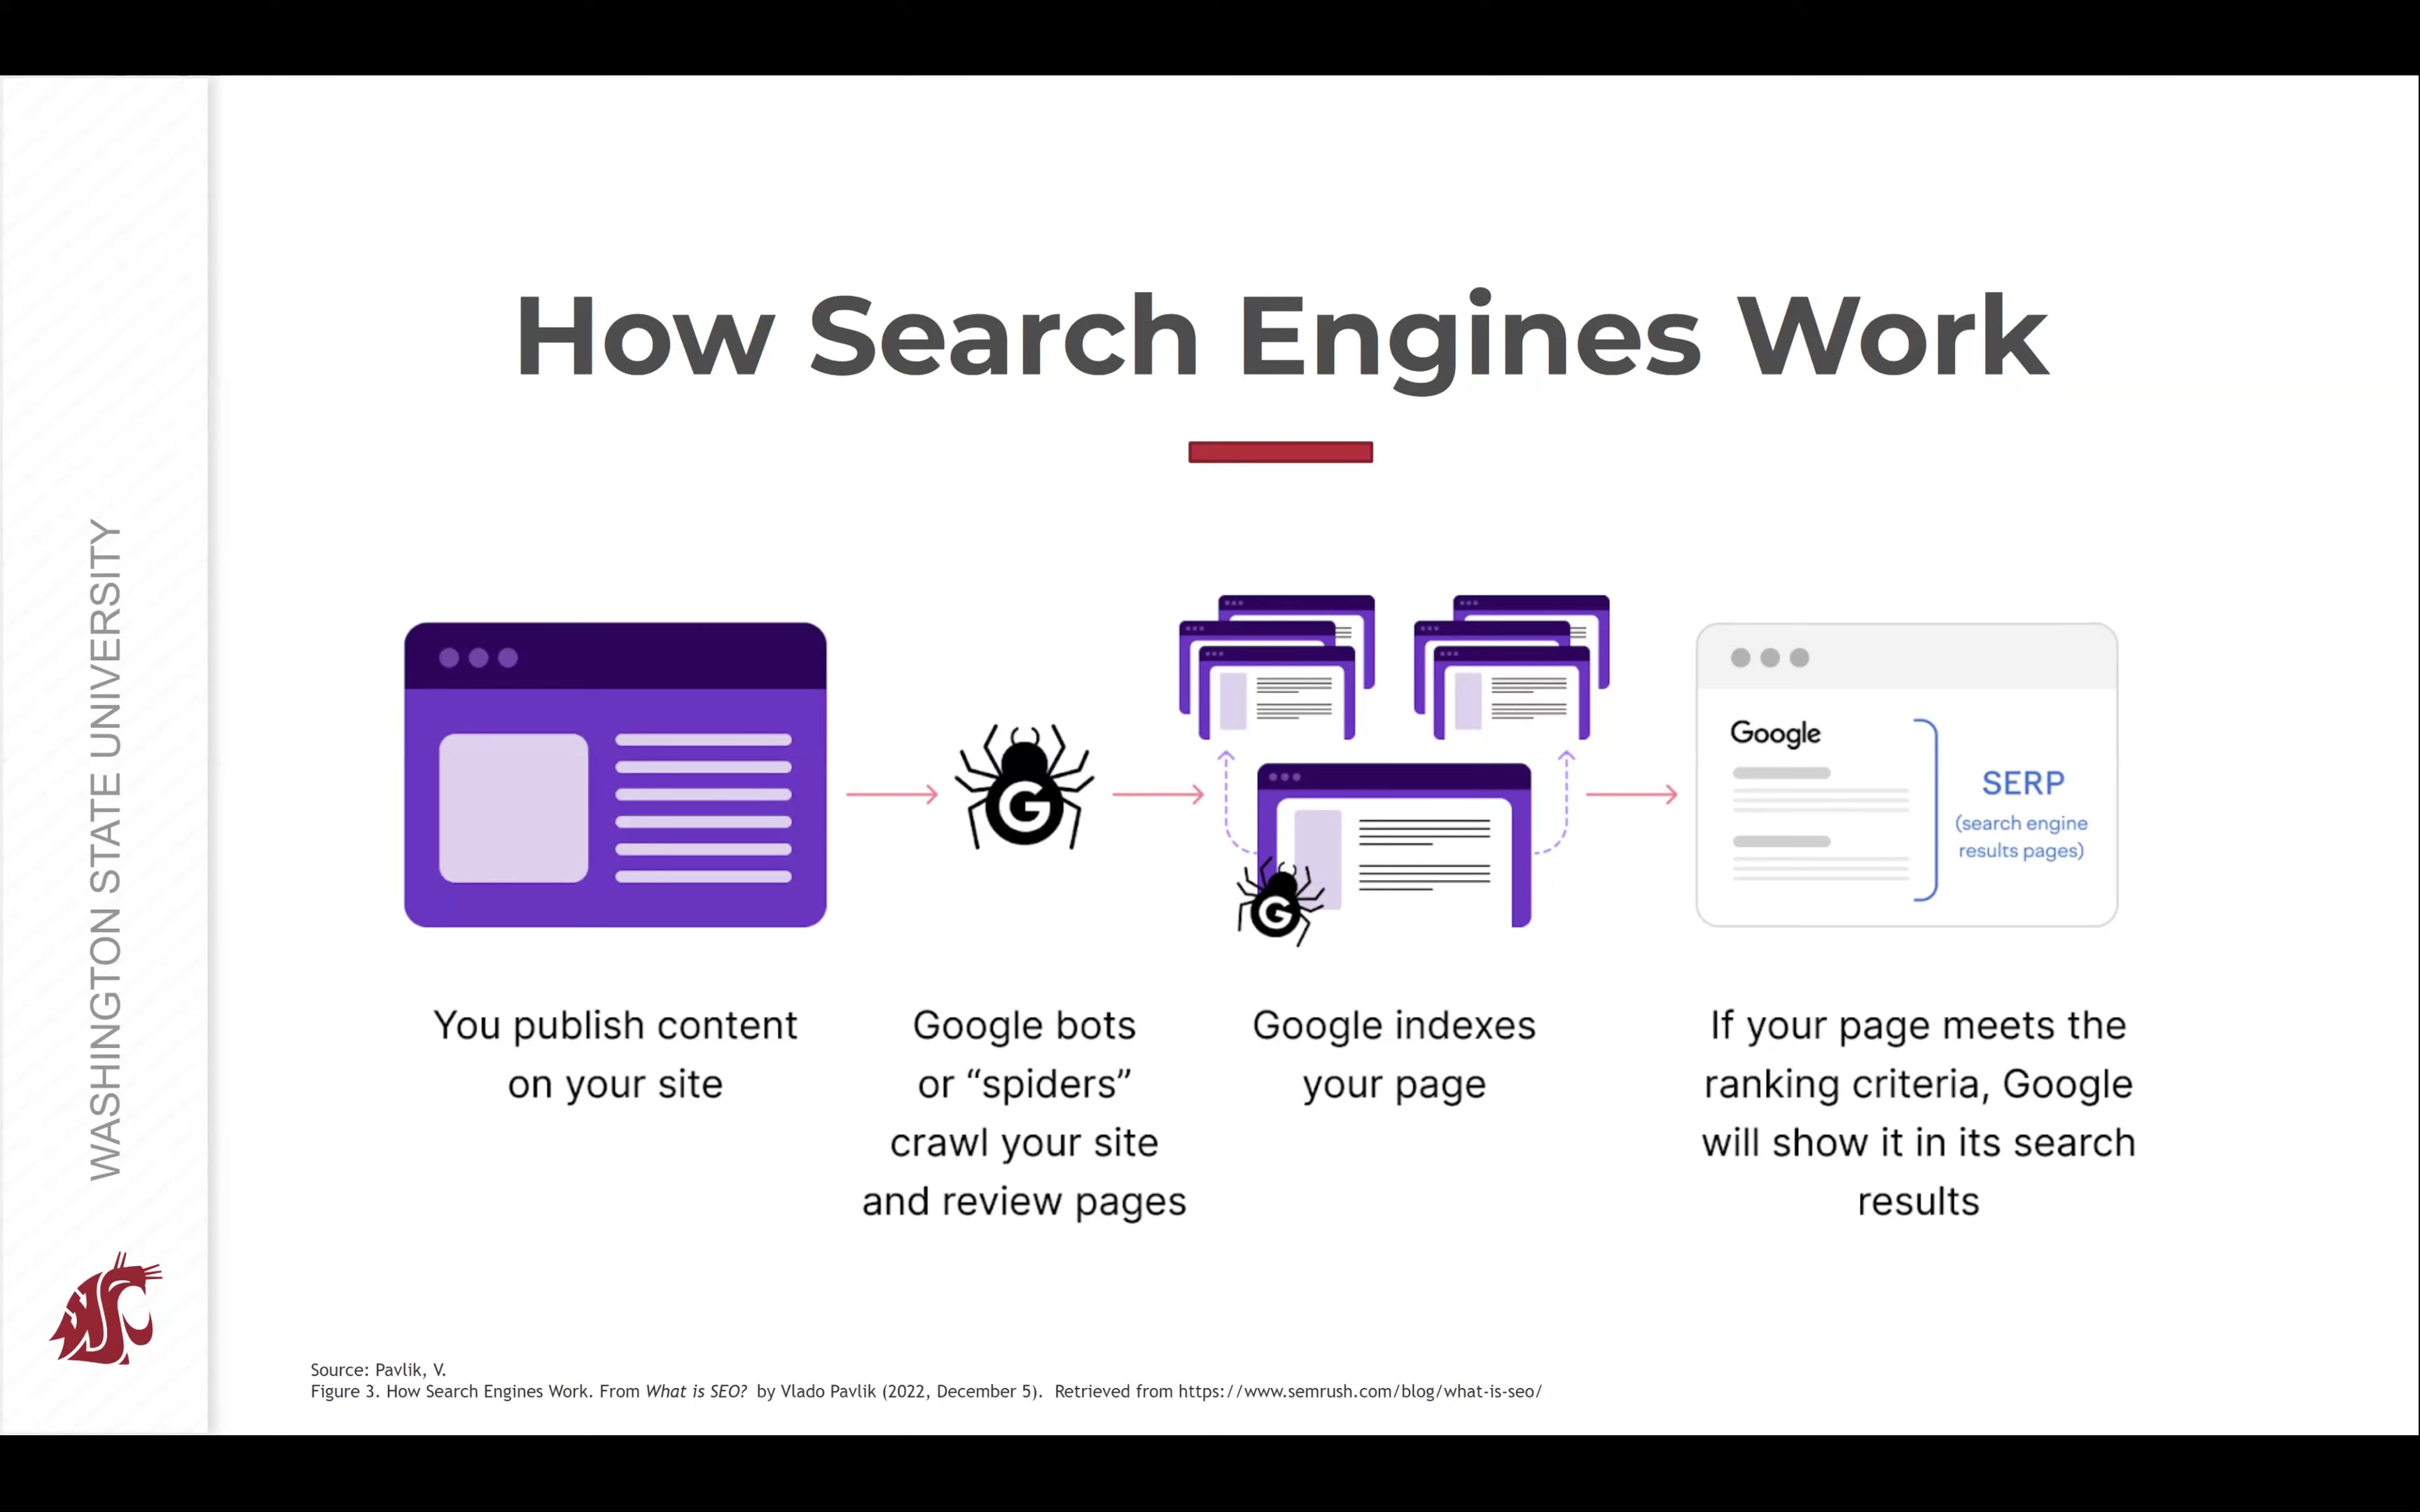 WASHINGTON STATE UNIVERSITY
How Search Engines Work
G
G
Google
SERP
(search engine
results pages)
You publish content
on your site
Google bots
or “spiders”
crawl your site
and review pages
Google indexes
your page
If your page meets the
ranking criteria, Google
will show it in its search
results
WSC
Source: Pavlik, V.
Figure 3. How Search Engines Work. From What is SEO? by Vlado Pavlik (2022, December 5). Retrieved from https://www.semrush.com/blog/what-is-seo/